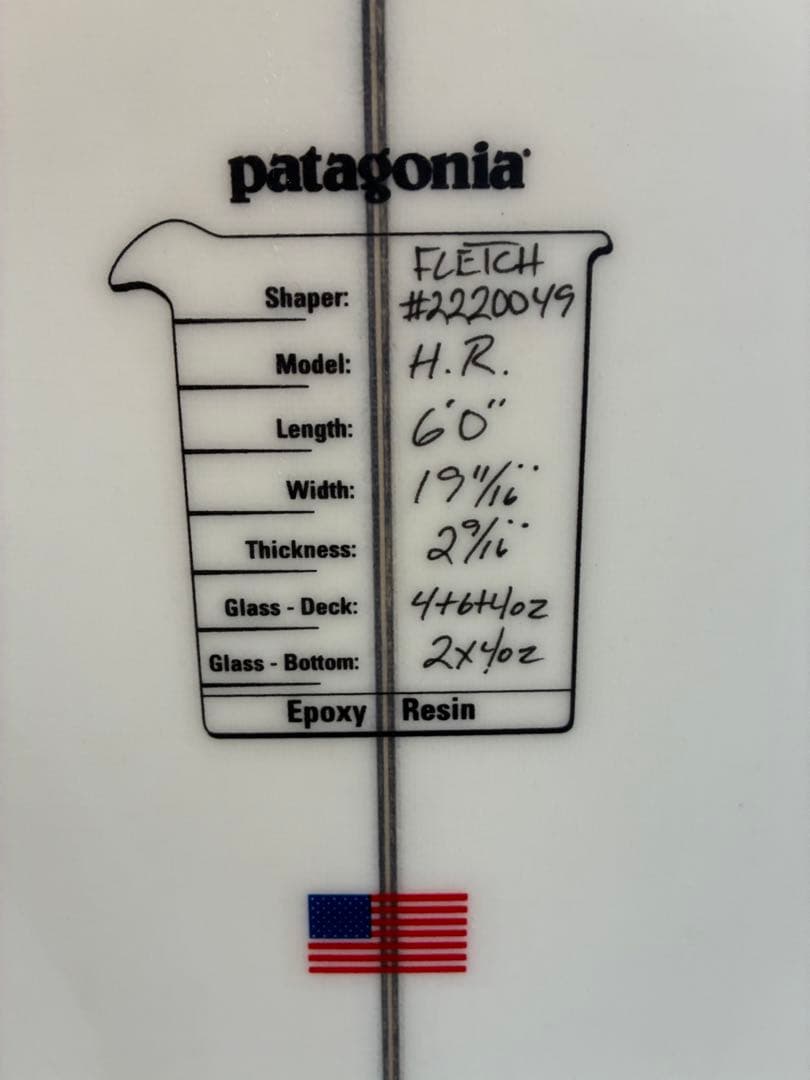 patagonia
FLETCH
Shaper: #2220049
Model: H.R.
Length: 6'0"
Width: 19 11/16"
Thickness: 2 9/16"
Glass - Deck: 4+6+4oz
Glass - Bottom: 2x4oz
Epoxy Resin